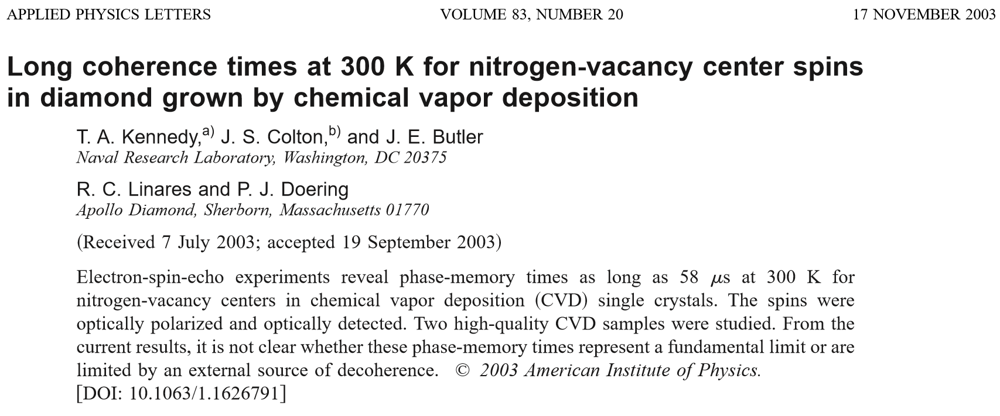 APPLIED PHYSICS LETTERS VOLUME 83, NUMBER 20 17 NOVEMBER 2003
Long coherence times at 300 K for nitrogen-vacancy center spins
in diamond grown by chemical vapor deposition
T. A. Kennedy,a) J. S. Colton,b) and J. E. Butler
Naval Research Laboratory, Washington, DC 20375
R. C. Linares and P. J. Doering
Apollo Diamond, Sherborn, Massachusetts 01770
(Received 7 July 2003; accepted 19 September 2003)
Electron-spin-echo experiments reveal phase-memory times as long as 58 μs at 300 K for
nitrogen-vacancy centers in chemical vapor deposition (CVD) single crystals. The spins were
optically polarized and optically detected. Two high-quality CVD samples were studied. From the
current results, it is not clear whether these phase-memory times represent a fundamental limit or are
limited by an external source of decoherence. © 2003 American Institute of Physics.
[DOI: 10.1063/1.1626791]